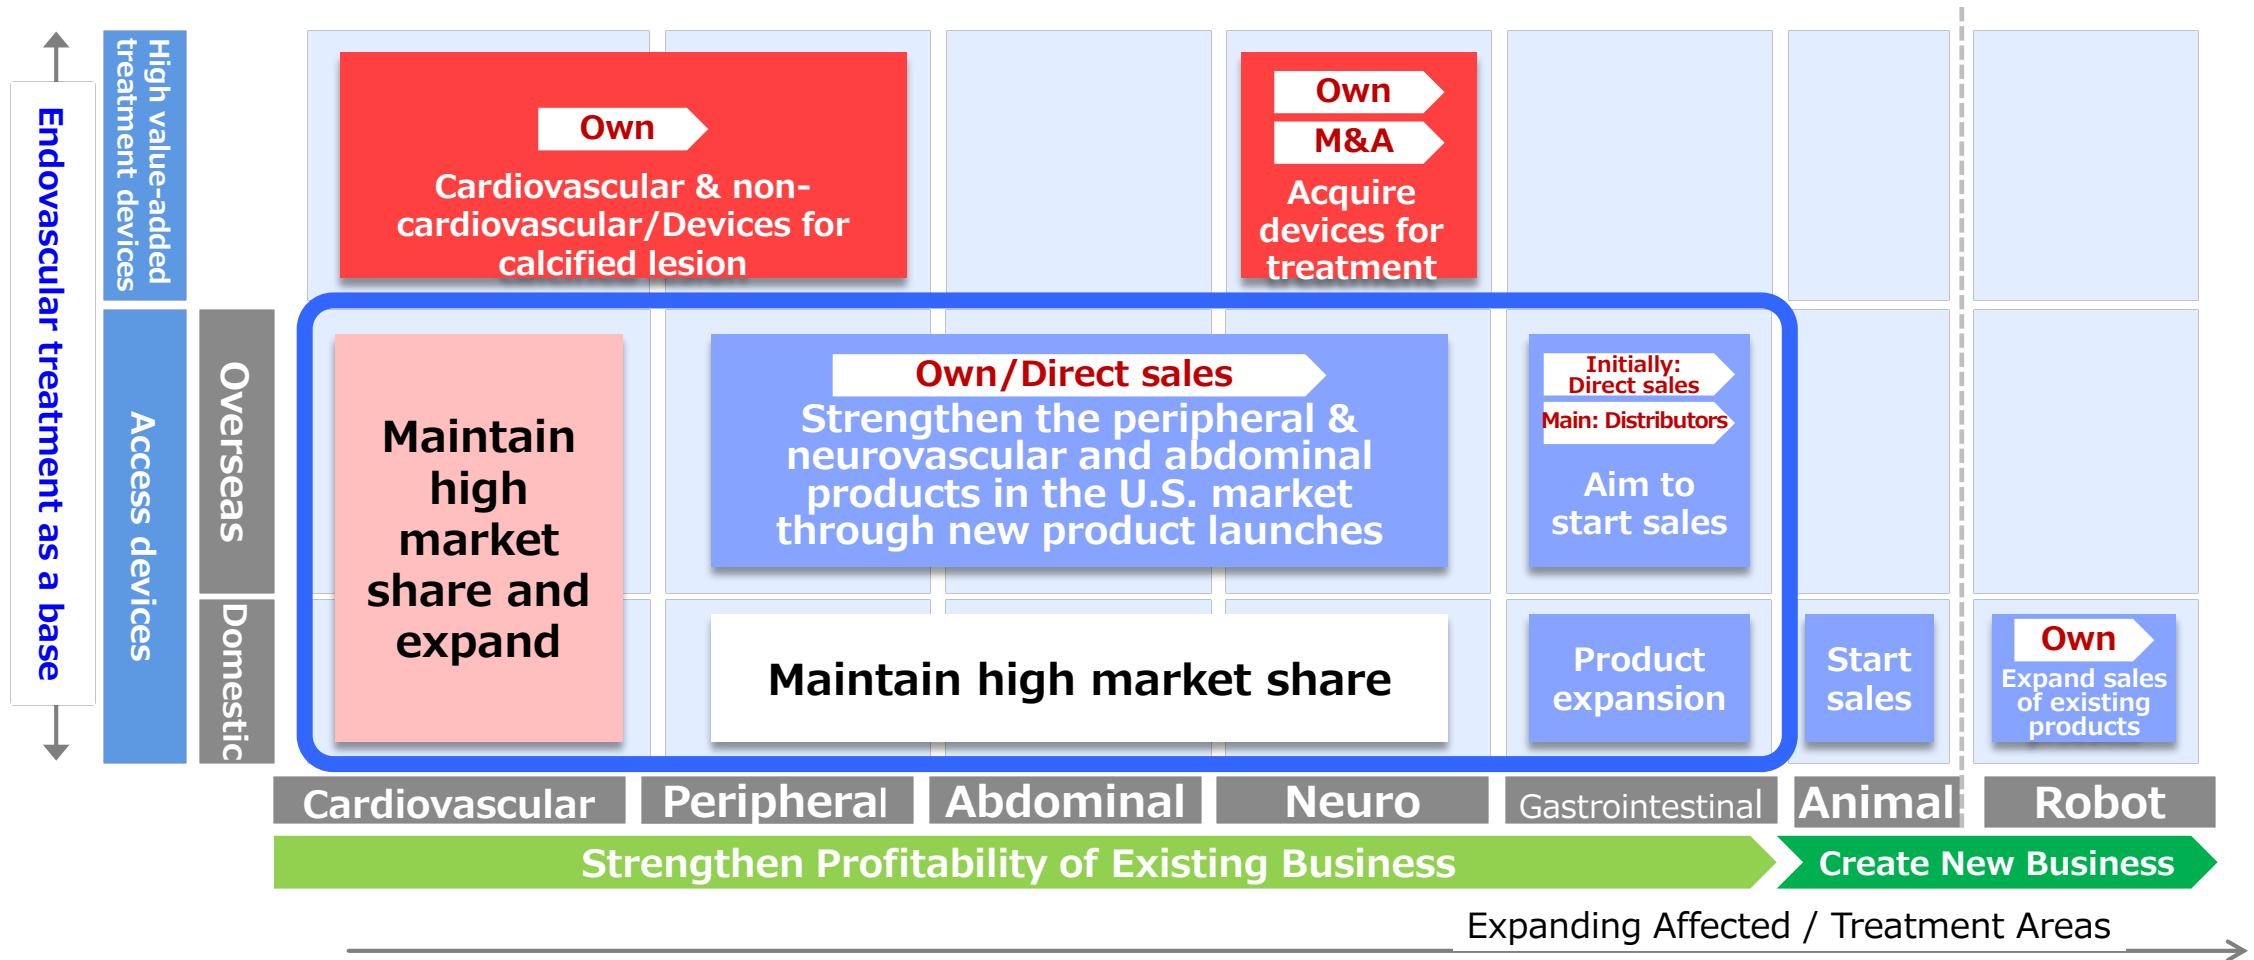 Endovascular treatment as a base
High value-added
treatment devices
Access devices
Overseas
Domestic
Own
Cardiovascular & non-
cardiovascular/Devices for
calcified lesion
Own
M&A
Acquire
devices for
treatment
Maintain
high
market
share and
expand
Own/Direct sales
Strengthen the peripheral &
neurovascular and abdominal
products in the U.S. market
through new product launches
Initially:
Direct sales
Main: Distributors
Aim to
start sales
Maintain high market share
Product
expansion
Start
sales
Own
Expand sales
of existing
products
Cardiovascular
Peripheral
Abdominal
Neuro
Gastrointestinal
Animal
Robot
Strengthen Profitability of Existing Business
Create New Business
Expanding Affected / Treatment Areas